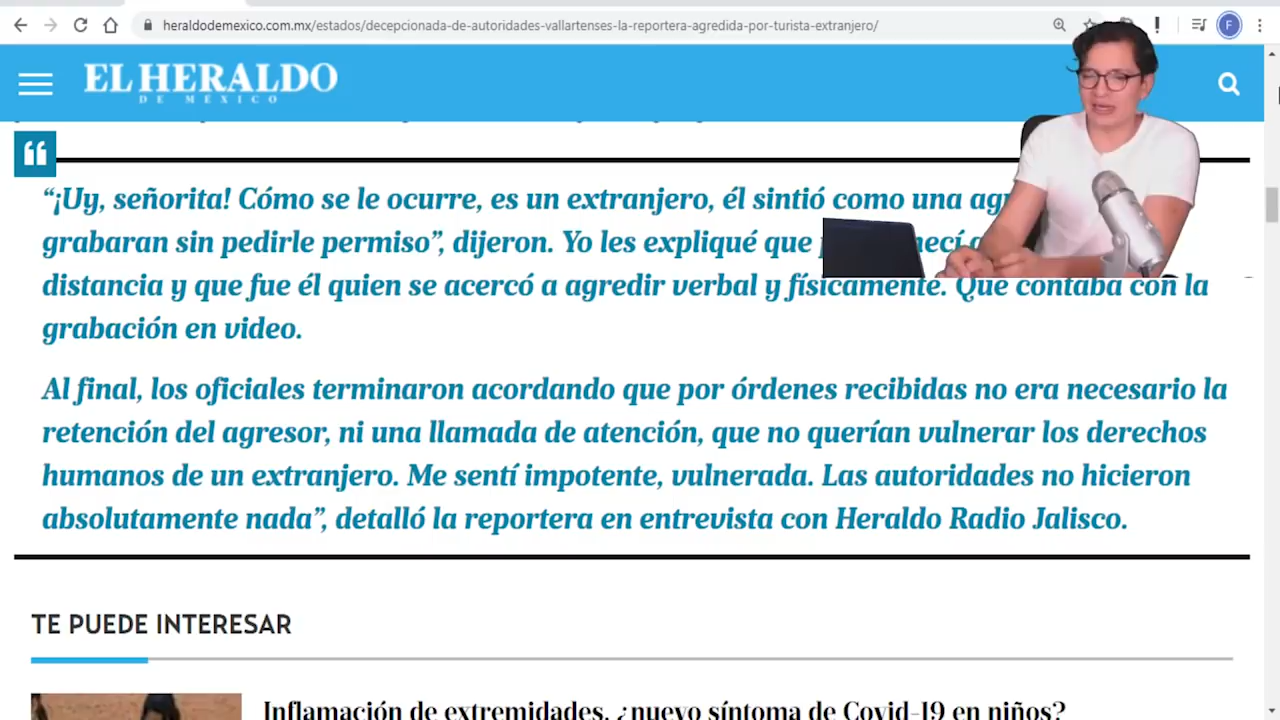 heraldodemexico.com.mx/estados/decepcionada-de-autoridades-vallartenses-la-reportera-agredida-por-turista-extranjero/
F
EL HERALDO
DE MÉXICO
“¡Uy, señorita! Cómo se le ocurre, es un extranjero, él sintió como una
grabaran sin pedirle permiso”, dijeron. Yo les expliqué que
distancia y que fue él quien se acercó a agredir verbal y físicamente. Que contaba con la
grabación en video.
Al final, los oficiales terminaron acordando que por órdenes recibidas no era necesario la
retención del agresor, ni una llamada de atención, que no querían vulnerar los derechos
humanos de un extranjero. Me sentí impotente, vulnerada. Las autoridades no hicieron
absolutamente nada”, detalló la reportera en entrevista con Heraldo Radio Jalisco.
TE PUEDE INTERESAR
Inflamación de extremidades, ¿nuevo síntoma de Covid-19 en niños?